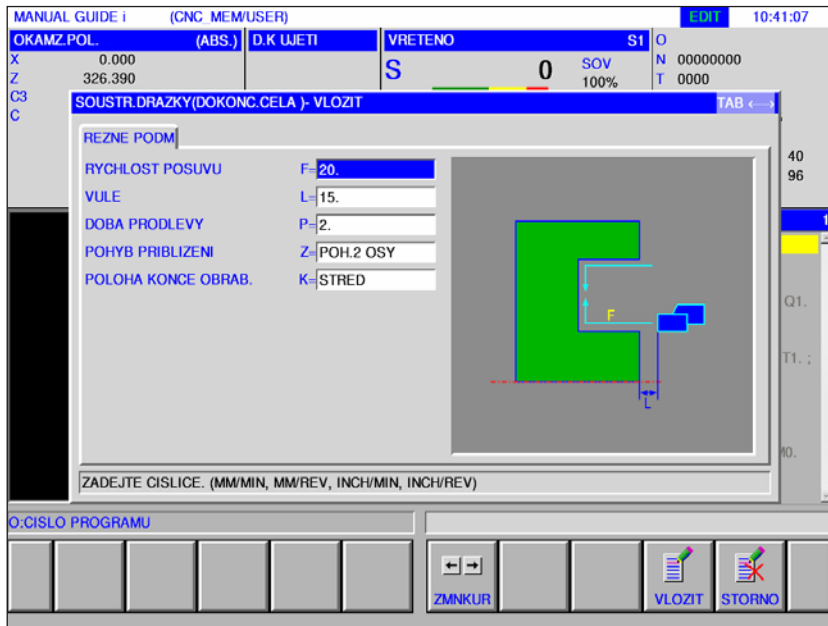 MANUAL GUIDE i (CNC_MEM/USER) EDIT 10:41:07
OKAMZ.POL. (ABS.) D.K UJETI VRETENO S1 O
X 0.000 N 00000000
Z 326.390 S 0 SOV 100% T 0000
C3
C
SOUSTR.DRAZKY(DOKONC.CELA )- VLOZIT TAB ←→
REZNE PODM
40
RYCHLOST POSUVU F=20.
96
VULE L=15.
DOBA PRODLEVY P=2.
1
POHYB PRIBLIZENI Z=POH.2 OSY
POLOHA KONCE OBRAB. K=STRED
Q1.
F
T1. ;
L
M0.
ZADEJTE CISLICE. (MM/MIN, MM/REV, INCH/MIN, INCH/REV)
O:CISLO PROGRAMU
ZMNKUR VLOZIT STORNO